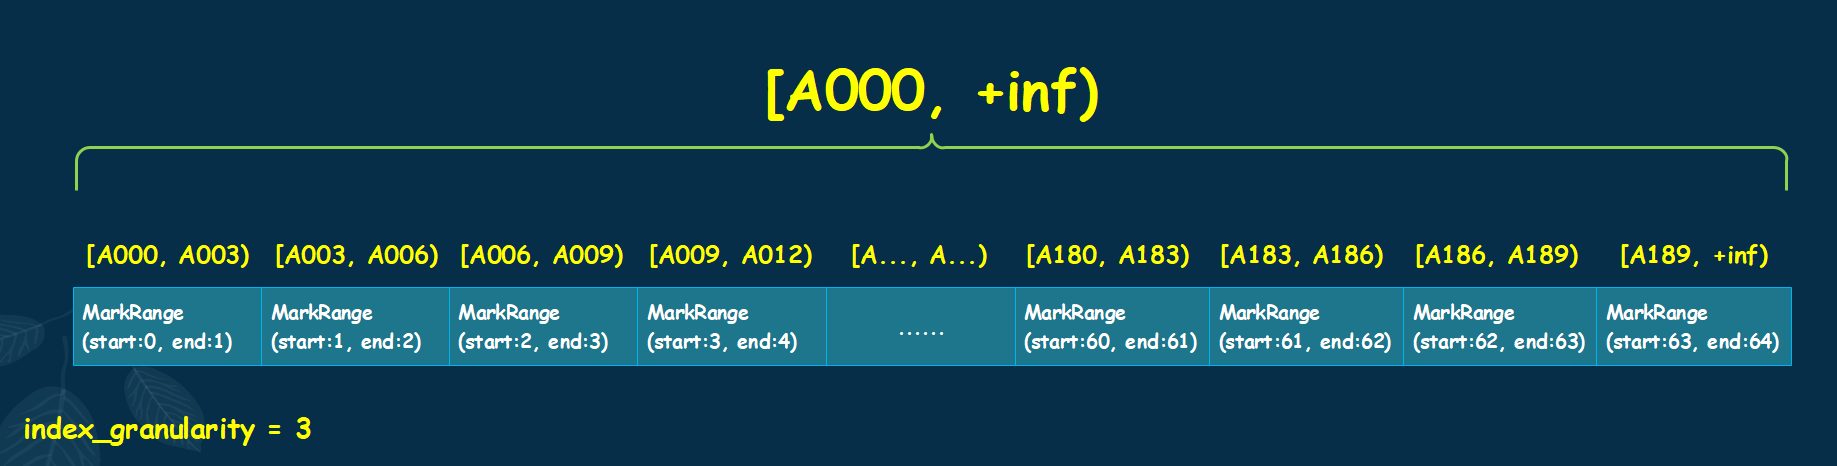 [A000, +inf)
[A000, A003) [A003, A006) [A006, A009) [A009, A012) [A..., A...) [A180, A183) [A183, A186) [A186, A189) [A189, +inf)
MarkRange MarkRange MarkRange MarkRange MarkRange MarkRange MarkRange MarkRange
(start:0, end:1) (start:1, end:2) (start:2, end:3) (start:3, end:4) ...... (start:60, end:61) (start:61, end:62) (start:62, end:63) (start:63, end:64)
index_granularity = 3